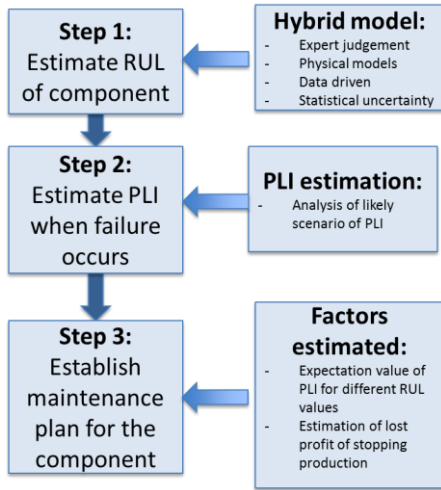 Step 1:
Estimate RUL
of component
Hybrid model:
- Expert judgement
- Physical models
- Data driven
- Statistical uncertainty
Step 2:
Estimate PLI
when failure
occurs
PLI estimation:
- Analysis of likely
scenario of PLI
Step 3:
Establish
maintenance
plan for the
component
Factors
estimated:
- Expectation value of
PLI for different RUL
values
- Estimation of lost
profit of stopping
production